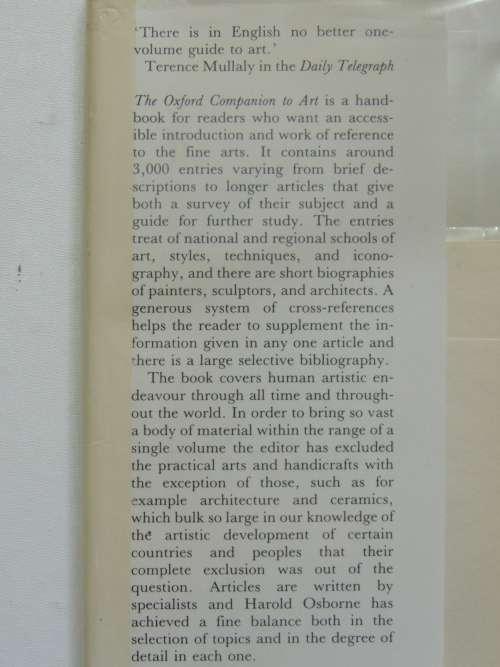 'There is in English no better one-
volume guide to art.'
Terence Mullaly in the Daily Telegraph
The Oxford Companion to Art is a hand-
book for readers who want an access-
ible introduction and work of reference
to the fine arts. It contains around
3,000 entries varying from brief de-
scriptions to longer articles that give
both a survey of their subject and a
guide for further study. The entries
treat of national and regional schools of
art, styles, techniques, and icono-
graphy, and there are short biographies
of painters, sculptors, and architects. A
generous system of cross-references
helps the reader to supplement the in-
formation given in any one article and
there is a large selective bibliography.
The book covers human artistic en-
deavour through all time and through-
out the world. In order to bring so vast
a body of material within the range of a
single volume the editor has excluded
the practical arts and handicrafts with
the exception of those, such as for
example architecture and ceramics,
which bulk so large in our knowledge of
the artistic development of certain
countries and peoples that their
complete exclusion was out of the
question. Articles are written by
specialists and Harold Osborne has
achieved a fine balance both in the
selection of topics and in the degree of
detail in each one.